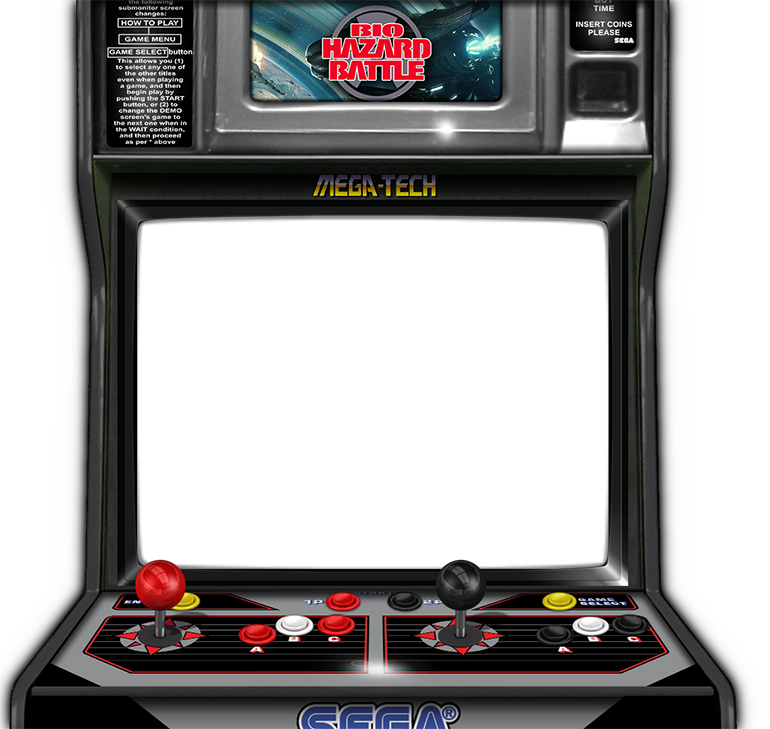 the following
submonitor screen
changes:
HOW TO PLAY
GAME MENU
GAME SELECT button
This allows you (1)
to select any one of
the other titles
even when playing
a game, and then
begin play by
pushing the START
button, or (2) to
change the DEMO
screen's game to
the next one when in
the WAIT condition,
and then proceed
as per * above
BIO
HAZARD
BATTLE
TIME
INSERT COINS
PLEASE
SEGA
MEGA-TECH
GAME
SELECT
A B C
A B C
SEGA®